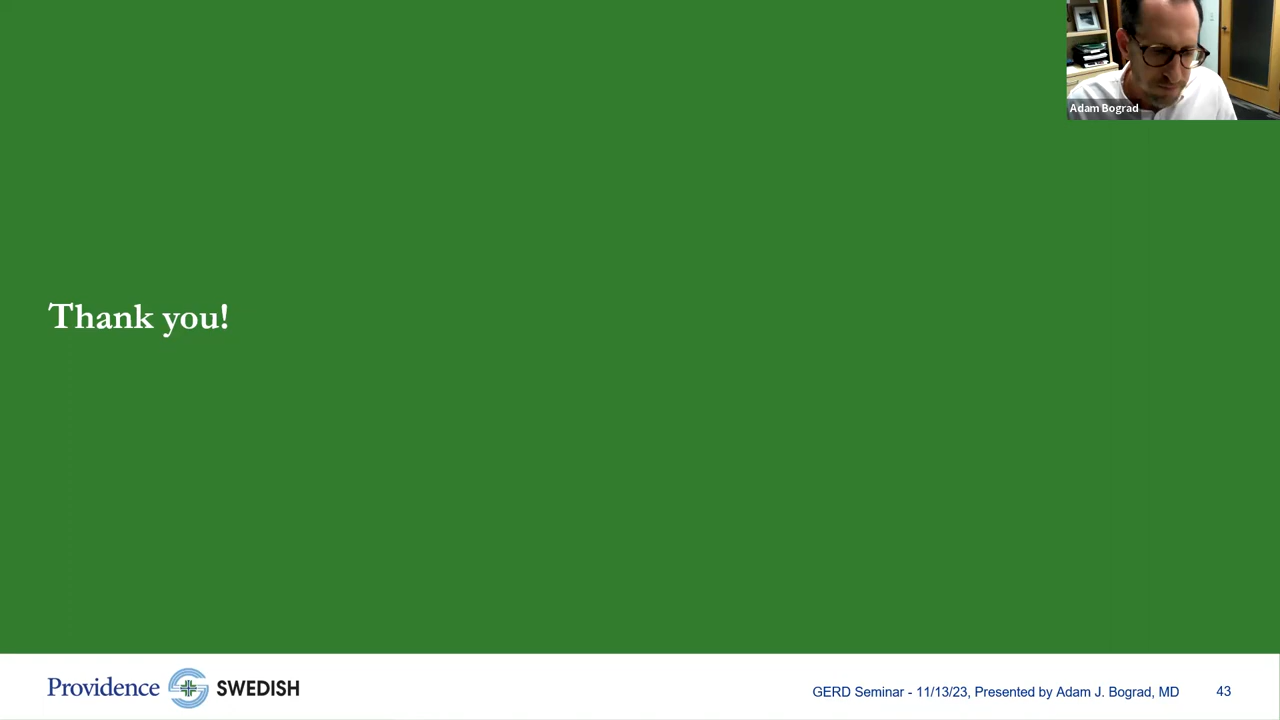 Adam Bograd
Thank you!
Providence SWEDISH
GERD Seminar - 11/13/23, Presented by Adam J. Bograd, MD 43